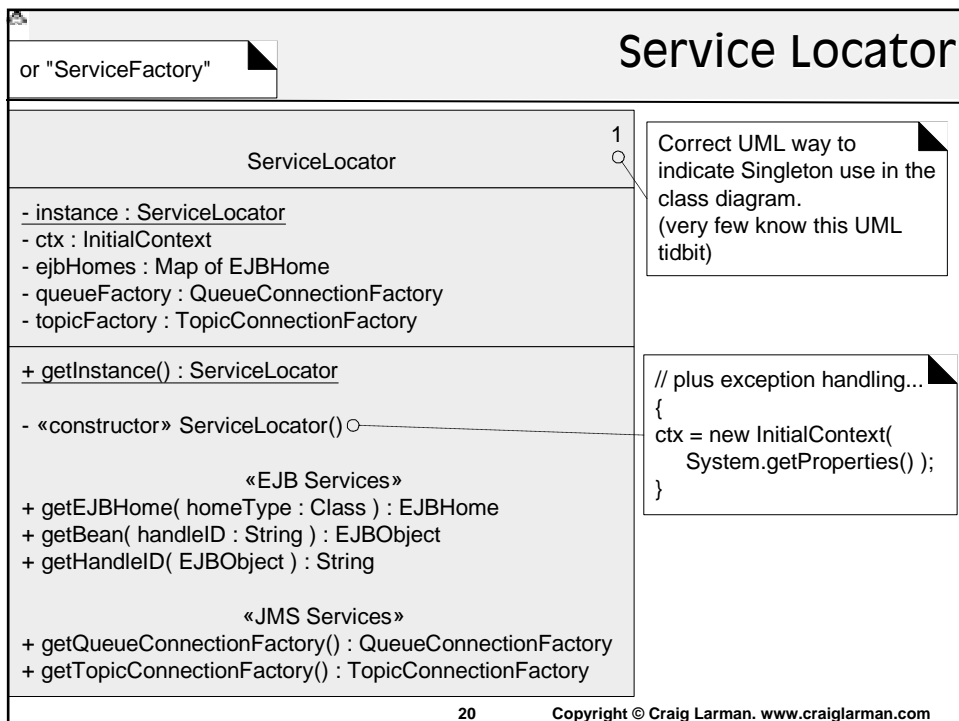 Service Locator
or "ServiceFactory"
ServiceLocator
1
- instance : ServiceLocator
- ctx : InitialContext
- ejbHomes : Map of EJBHome
- queueFactory : QueueConnectionFactory
- topicFactory : TopicConnectionFactory
+ getInstance() : ServiceLocator
- «constructor» ServiceLocator()
«EJB Services»
+ getEJBHome( homeType : Class ) : EJBHome
+ getBean( handleID : String ) : EJBObject
+ getHandleID( EJBObject ) : String
«JMS Services»
+ getQueueConnectionFactory() : QueueConnectionFactory
+ getTopicConnectionFactory() : TopicConnectionFactory
Correct UML way to
indicate Singleton use in the
class diagram.
(very few know this UML
tidbit)
// plus exception handling...
{
ctx = new InitialContext(
System.getProperties() );
}
20
Copyright © Craig Larman. www.craiglarman.com